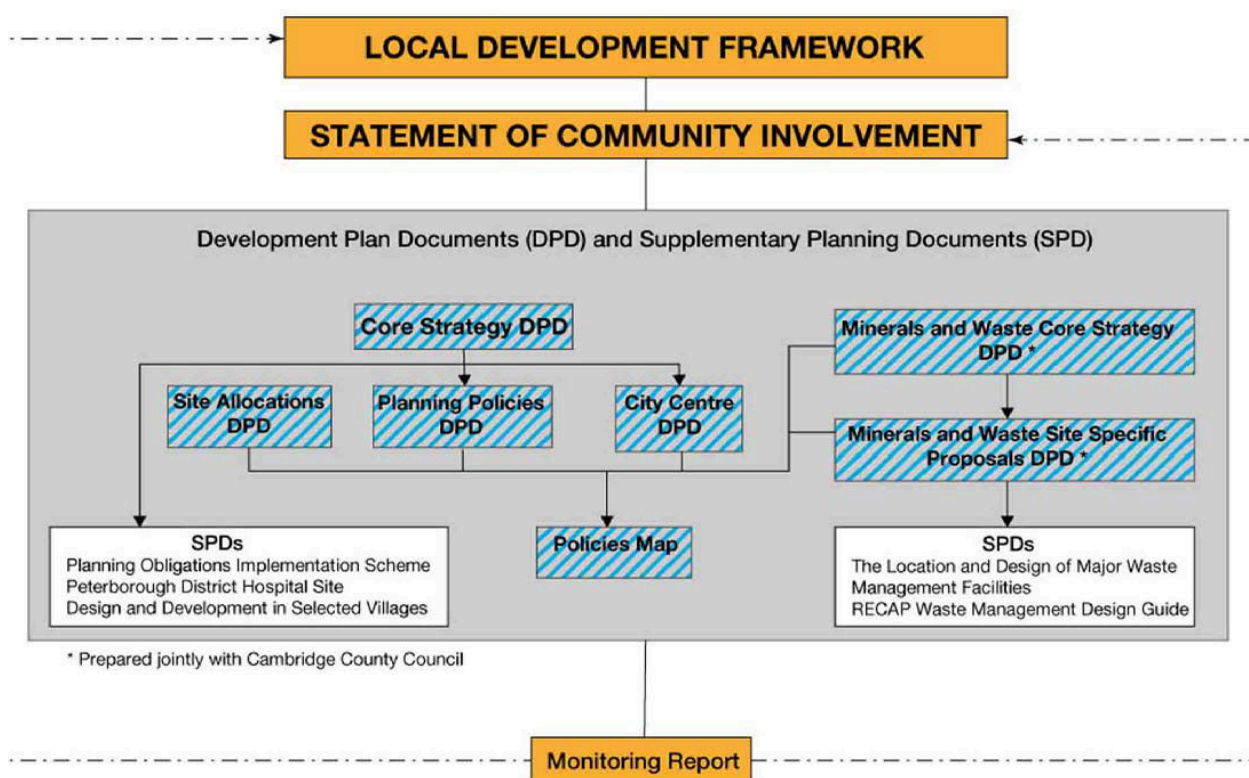 LOCAL DEVELOPMENT FRAMEWORK
STATEMENT OF COMMUNITY INVOLVEMENT
Development Plan Documents (DPD) and Supplementary Planning Documents (SPD)
Core Strategy DPD
Minerals and Waste Core Strategy
DPD *
Site Allocations
DPD
Planning Policies
DPD
City Centre
DPD
Minerals and Waste Site Specific
Proposals DPD *
SPDs
Planning Obligations Implementation Scheme
Peterborough District Hospital Site
Design and Development in Selected Villages
Policies Map
SPDs
The Location and Design of Major Waste
Management Facilities
RECAP Waste Management Design Guide
* Prepared jointly with Cambridge County Council
Monitoring Report